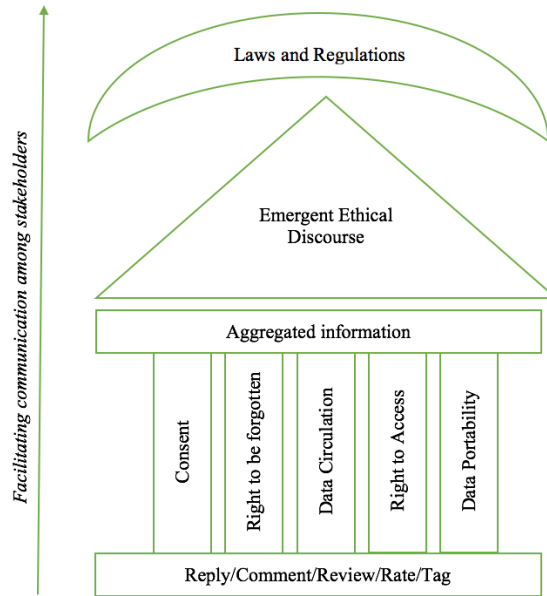 Laws and Regulations
Emergent Ethical
Discourse
Aggregated information
Consent
Right to be forgotten
Data Circulation
Right to Access
Data Portability
Reply/Comment/Review/Rate/Tag
Facilitating communication among stakeholders